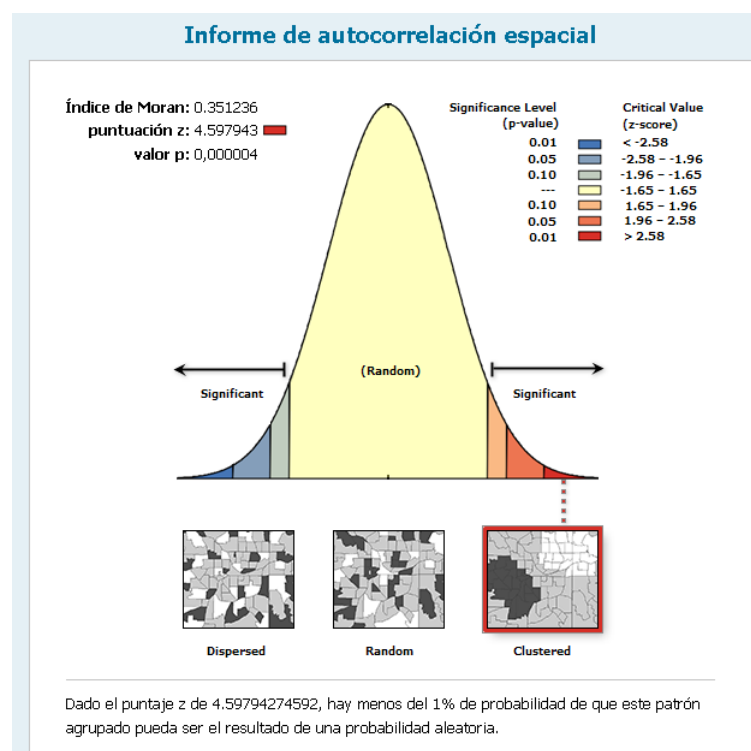 Informe de autocorrelación espacial
Índice de Moran: 0.351236
puntuación z: 4.597943
valor p: 0,000004
Significance Level
(p-value)
Critical Value
(z-score)
0.01 < -2.58
0.05 -2.58 – -1.96
0.10 -1.96 – -1.65
--- -1.65 – 1.65
0.10 1.65 – 1.96
0.05 1.96 – 2.58
0.01 > 2.58
(Random)
Significant
Significant
Dispersed
Random
Clustered
Dado el puntaje z de 4.59794274592, hay menos del 1% de probabilidad de que este patrón
agrupado pueda ser el resultado de una probabilidad aleatoria.